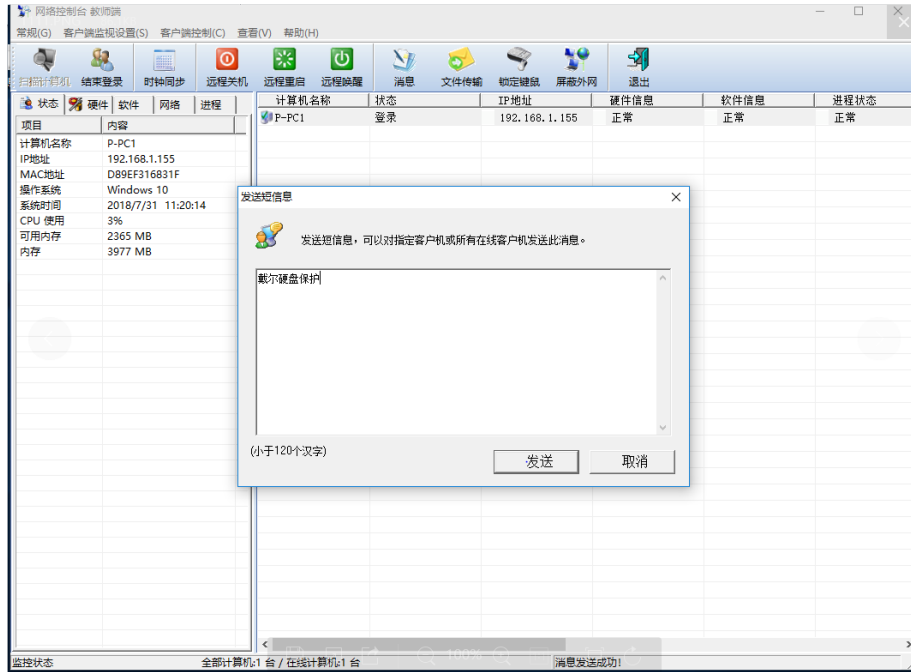 网络控制台 教师端
常规(G) 客户端监视设置(S) 客户端控制(C) 查看(V) 帮助(H)
扫描计算机 结束登录 时钟同步 远程关机 远程重启 远程唤醒 消息 文件传输 锁定键鼠 屏蔽外网 退出
状态 硬件 软件 网络 进程
项目 内容
计算机名称 P-PC1
IP地址 192.168.1.155
MAC地址 D89EF316831F
操作系统 Windows 10
系统时间 2018/7/31 11:20:14
CPU 使用 3%
可用内存 2365 MB
内存 3977 MB
计算机名称 状态 IP地址 硬件信息 软件信息 进程状态
P-PC1 登录 192.168.1.155 正常 正常 正常
发送短信息
发送短信息，可以对指定客户机或所有在线客户机发送此消息。
戴尔硬盘保护
(小于120个汉字)
发送 取消
100%
监控状态 全部计算机:1 台 / 在线计算机:1 台 消息发送成功!